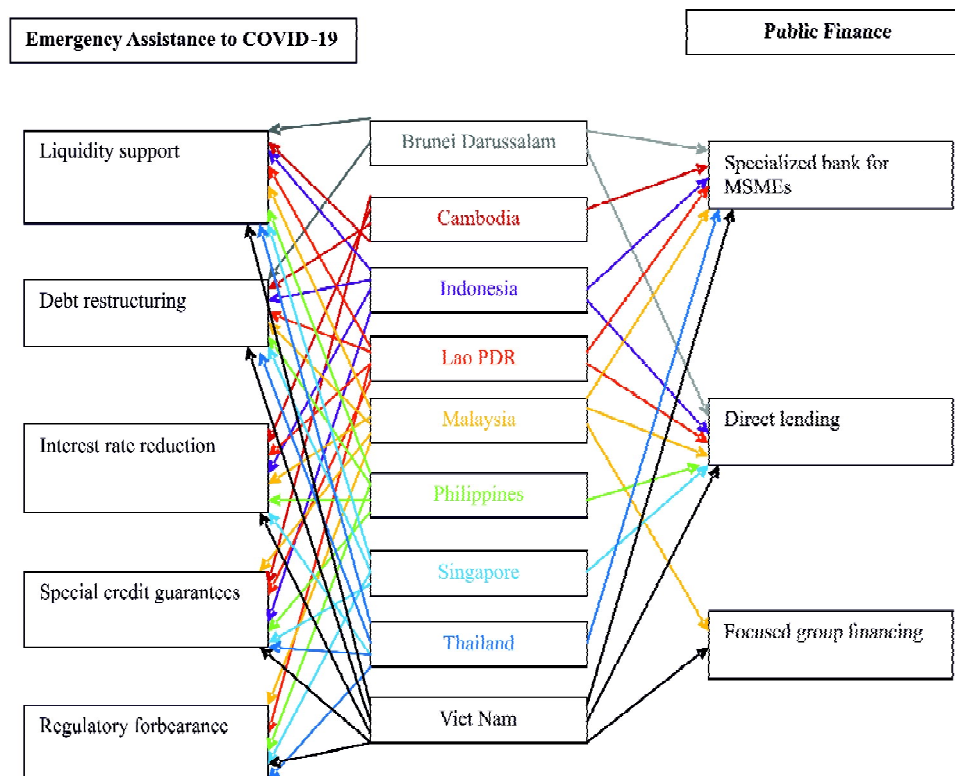 Emergency Assistance to COVID-19
Public Finance
Liquidity support
Debt restructuring
Interest rate reduction
Special credit guarantees
Regulatory forbearance
Brunei Darussalam
Cambodia
Indonesia
Lao PDR
Malaysia
Philippines
Singapore
Thailand
Viet Nam
Specialized bank for
MSMEs
Direct lending
Focused group financing